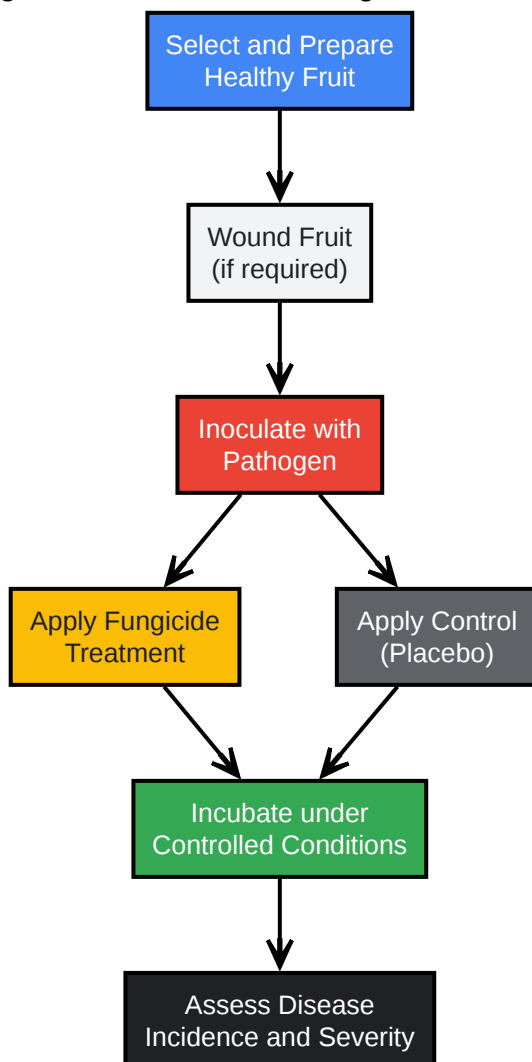 Select and Prepare
Healthy Fruit
Wound Fruit
(if required)
Inoculate with
Pathogen
Apply Fungicide
Treatment
Apply Control
(Placebo)
Incubate under
Controlled Conditions
Assess Disease
Incidence and Severity